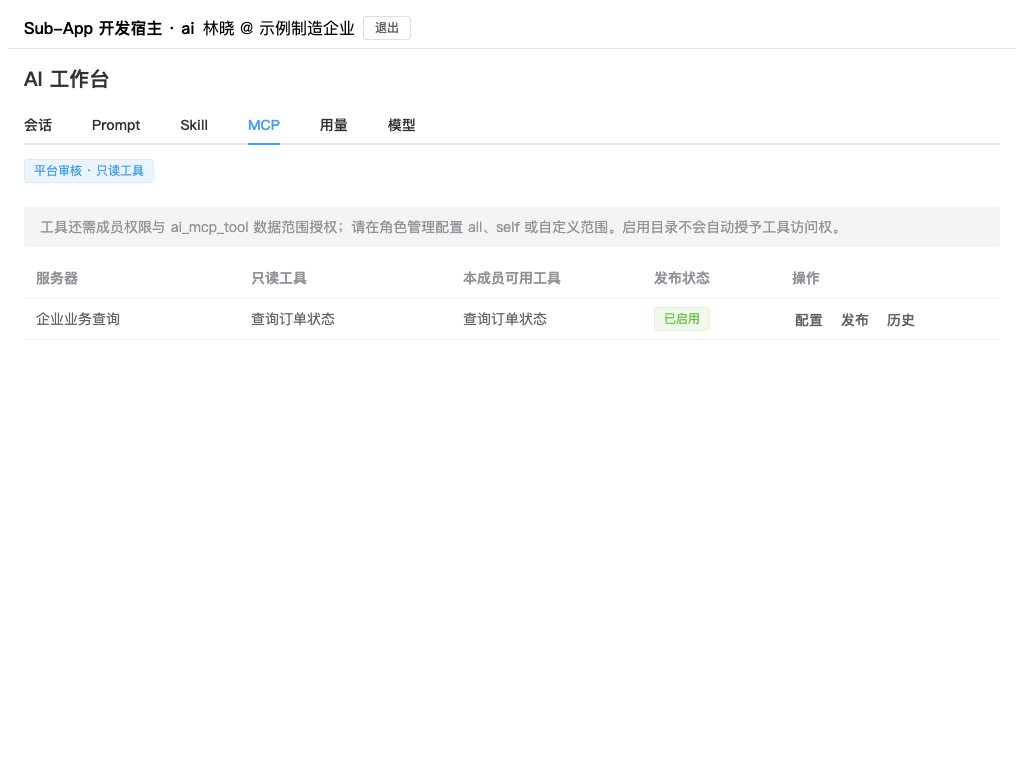 Sub-App 开发宿主 · ai 林晓 @ 示例制造企业 退出
AI 工作台
会话 Prompt Skill MCP 用量 模型
平台审核 · 只读工具
工具还需成员权限与 ai_mcp_tool 数据范围授权；请在角色管理配置 all、self 或自定义范围。启用目录不会自动授予工具访问权。
服务器 只读工具 本成员可用工具 发布状态 操作
企业业务查询 查询订单状态 查询订单状态 已启用 配置 发布 历史